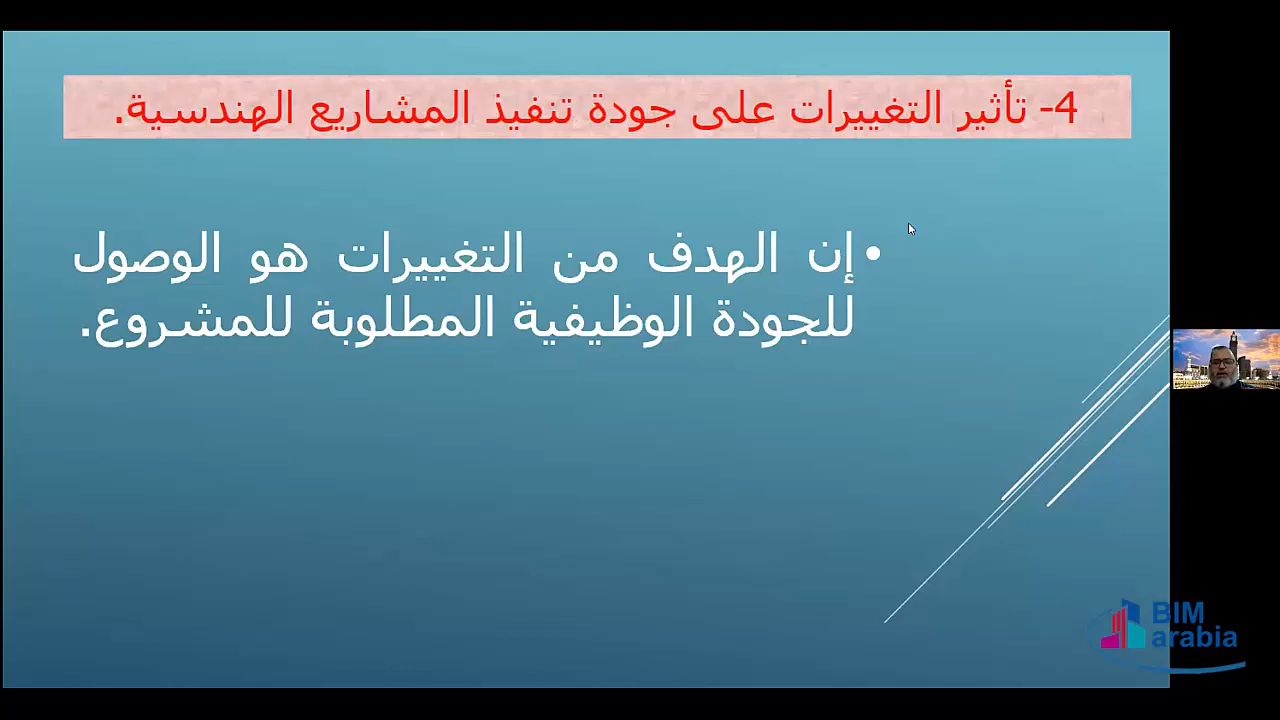 4- تأثير التغييرات على جودة تنفيذ المشاريع الهندسية.
• إن الهدف من التغييرات هو الوصول
للجودة الوظيفية المطلوبة للمشروع.
BIM
arabia